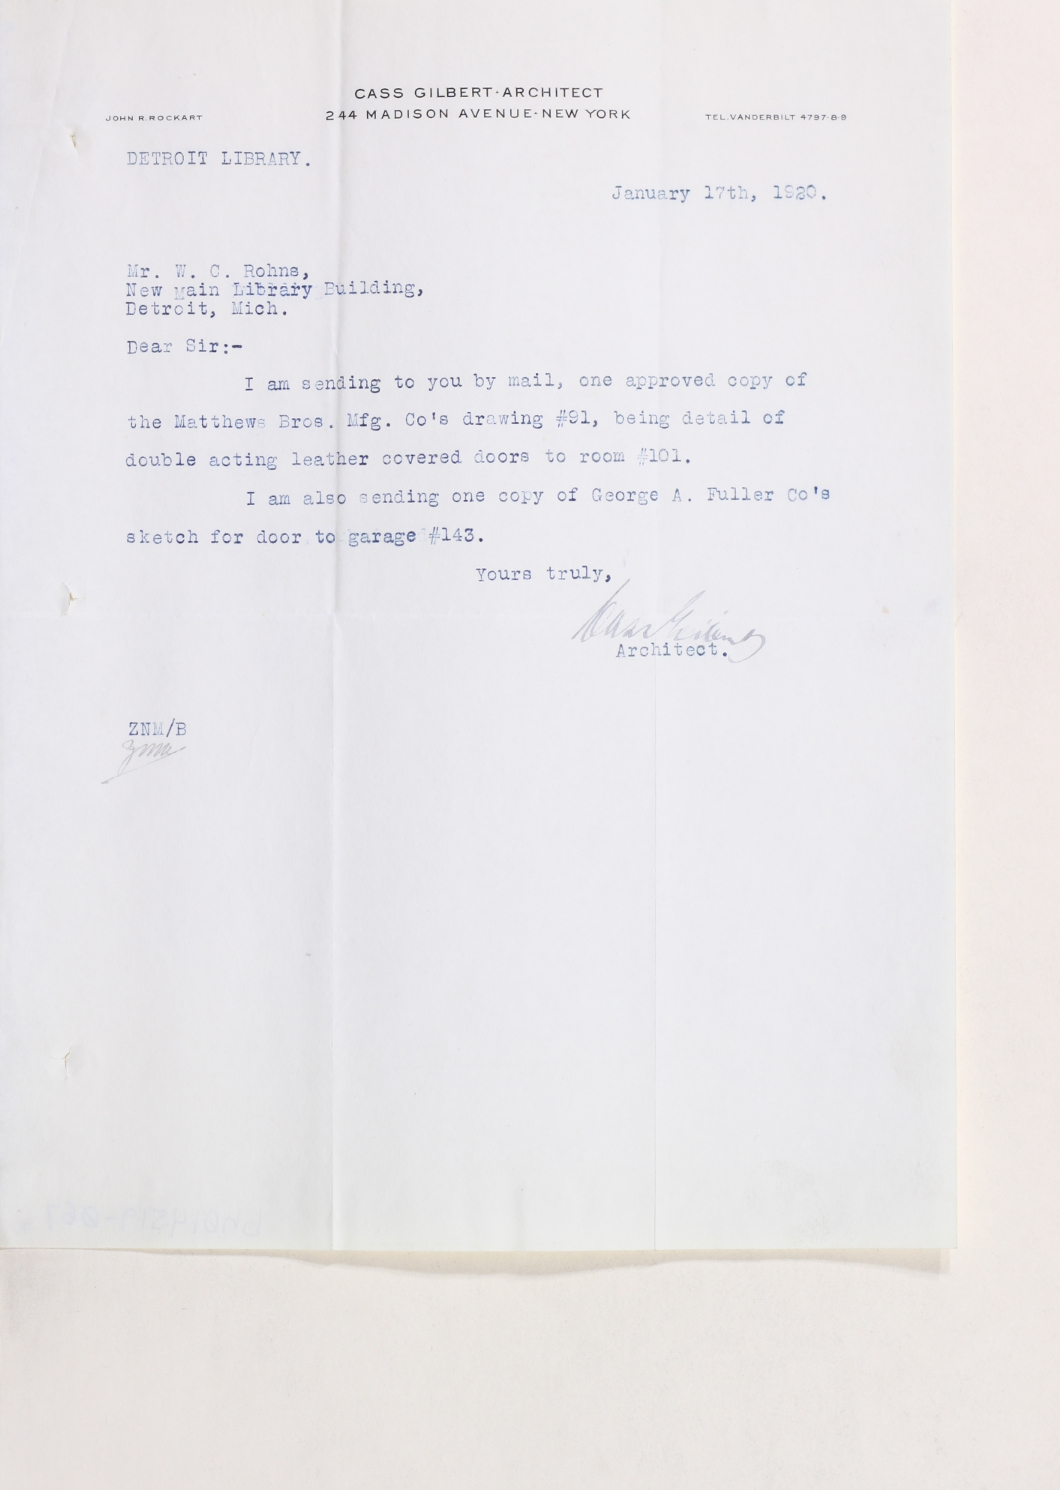 CASS GILBERT·ARCHITECT
244 MADISON AVENUE·NEW YORK
JOHN R. ROCKART
TEL. VANDERBILT 4797-8-9
DETROIT LIBRARY.
January 17th, 1920.
Mr. W. C. Rohns,
New main Library Building,
Detroit, Mich.
Dear Sir:-
I am sending to you by mail, one approved copy of
the Matthews Bros. Mfg. Co's drawing #91, being detail of
double acting leather covered doors to room #101.
I am also sending one copy of George A. Fuller Co's
sketch for door to garage #143.
Yours truly,
Cass Gilbert
Architect.
ZNM/B
znm